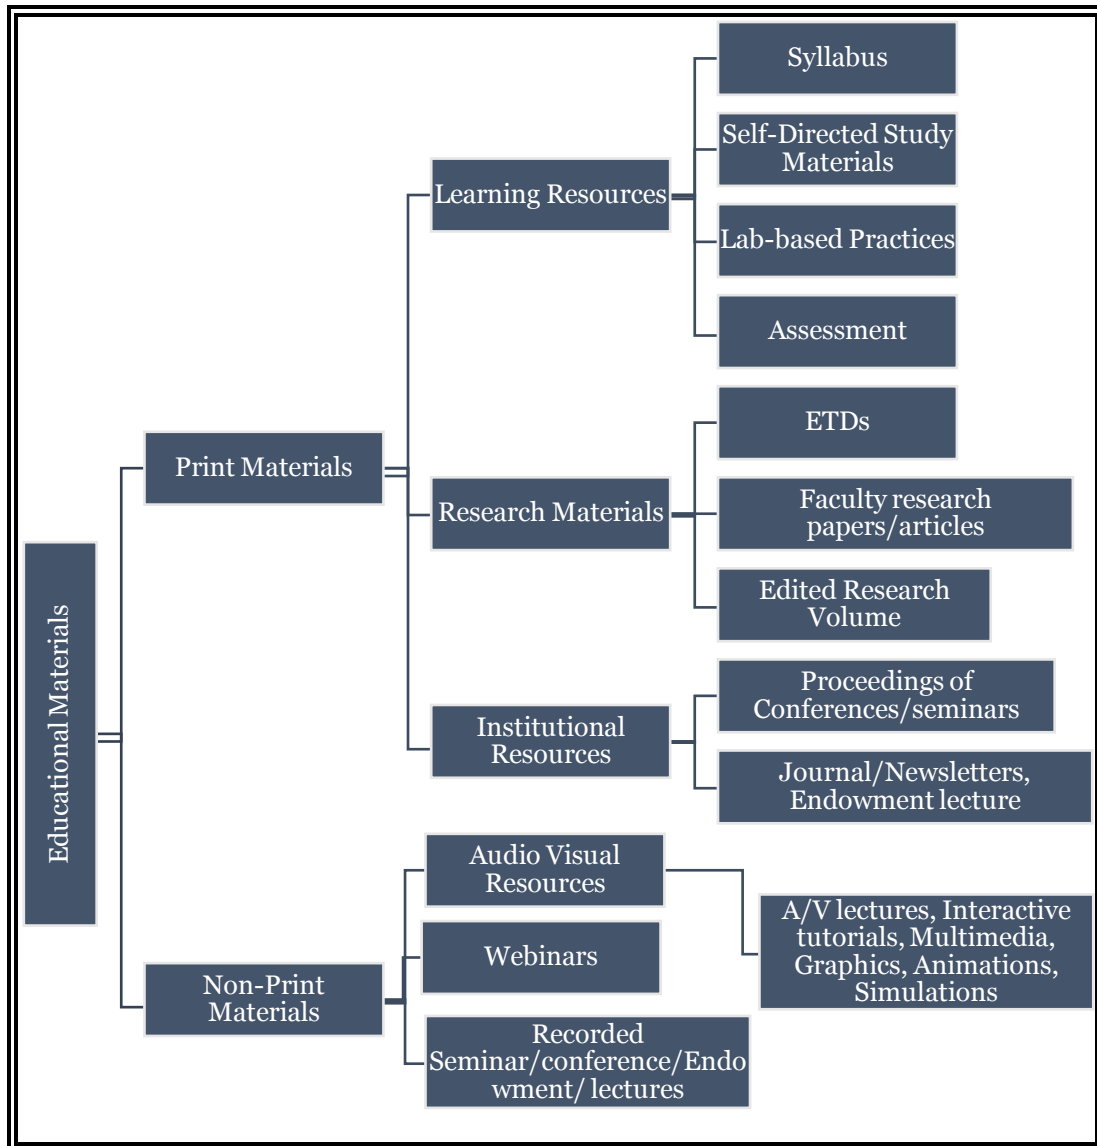 Syllabus
Self-Directed Study
Materials
Learning Resources
Lab-based Practices
Assessment
ETDs
Print Materials
Faculty research
papers/articles
Research Materials
Edited Research
Volume
Educational Materials
Proceedings of
Conferences/seminars
Institutional
Resources
Journal/Newsletters,
Endowment lecture
Audio Visual
Resources
A/V lectures, Interactive
tutorials, Multimedia,
Graphics, Animations,
Simulations
Webinars
Non-Print
Materials
Recorded
Seminar/conference/Endo
wment/ lectures